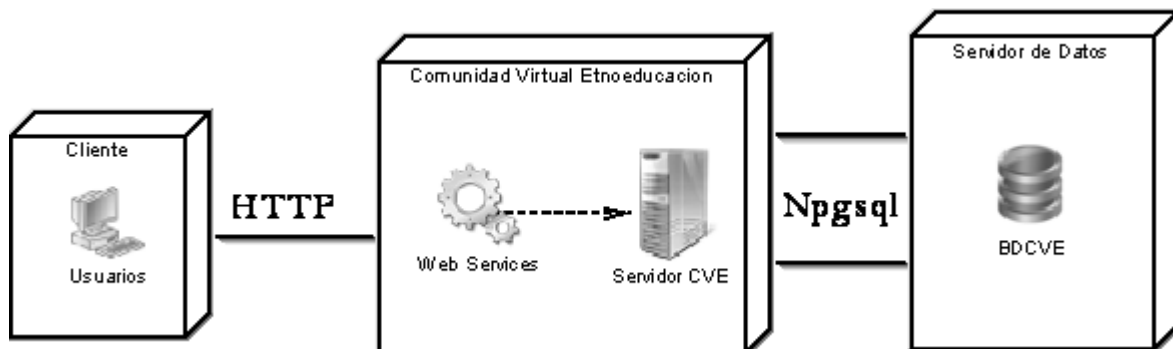 Cliente
Usuarios
HTTP
Comunidad Virtual Etnoeducacion
Web Services
Servidor CVE
Npgsql
Servidor de Datos
BDCVE